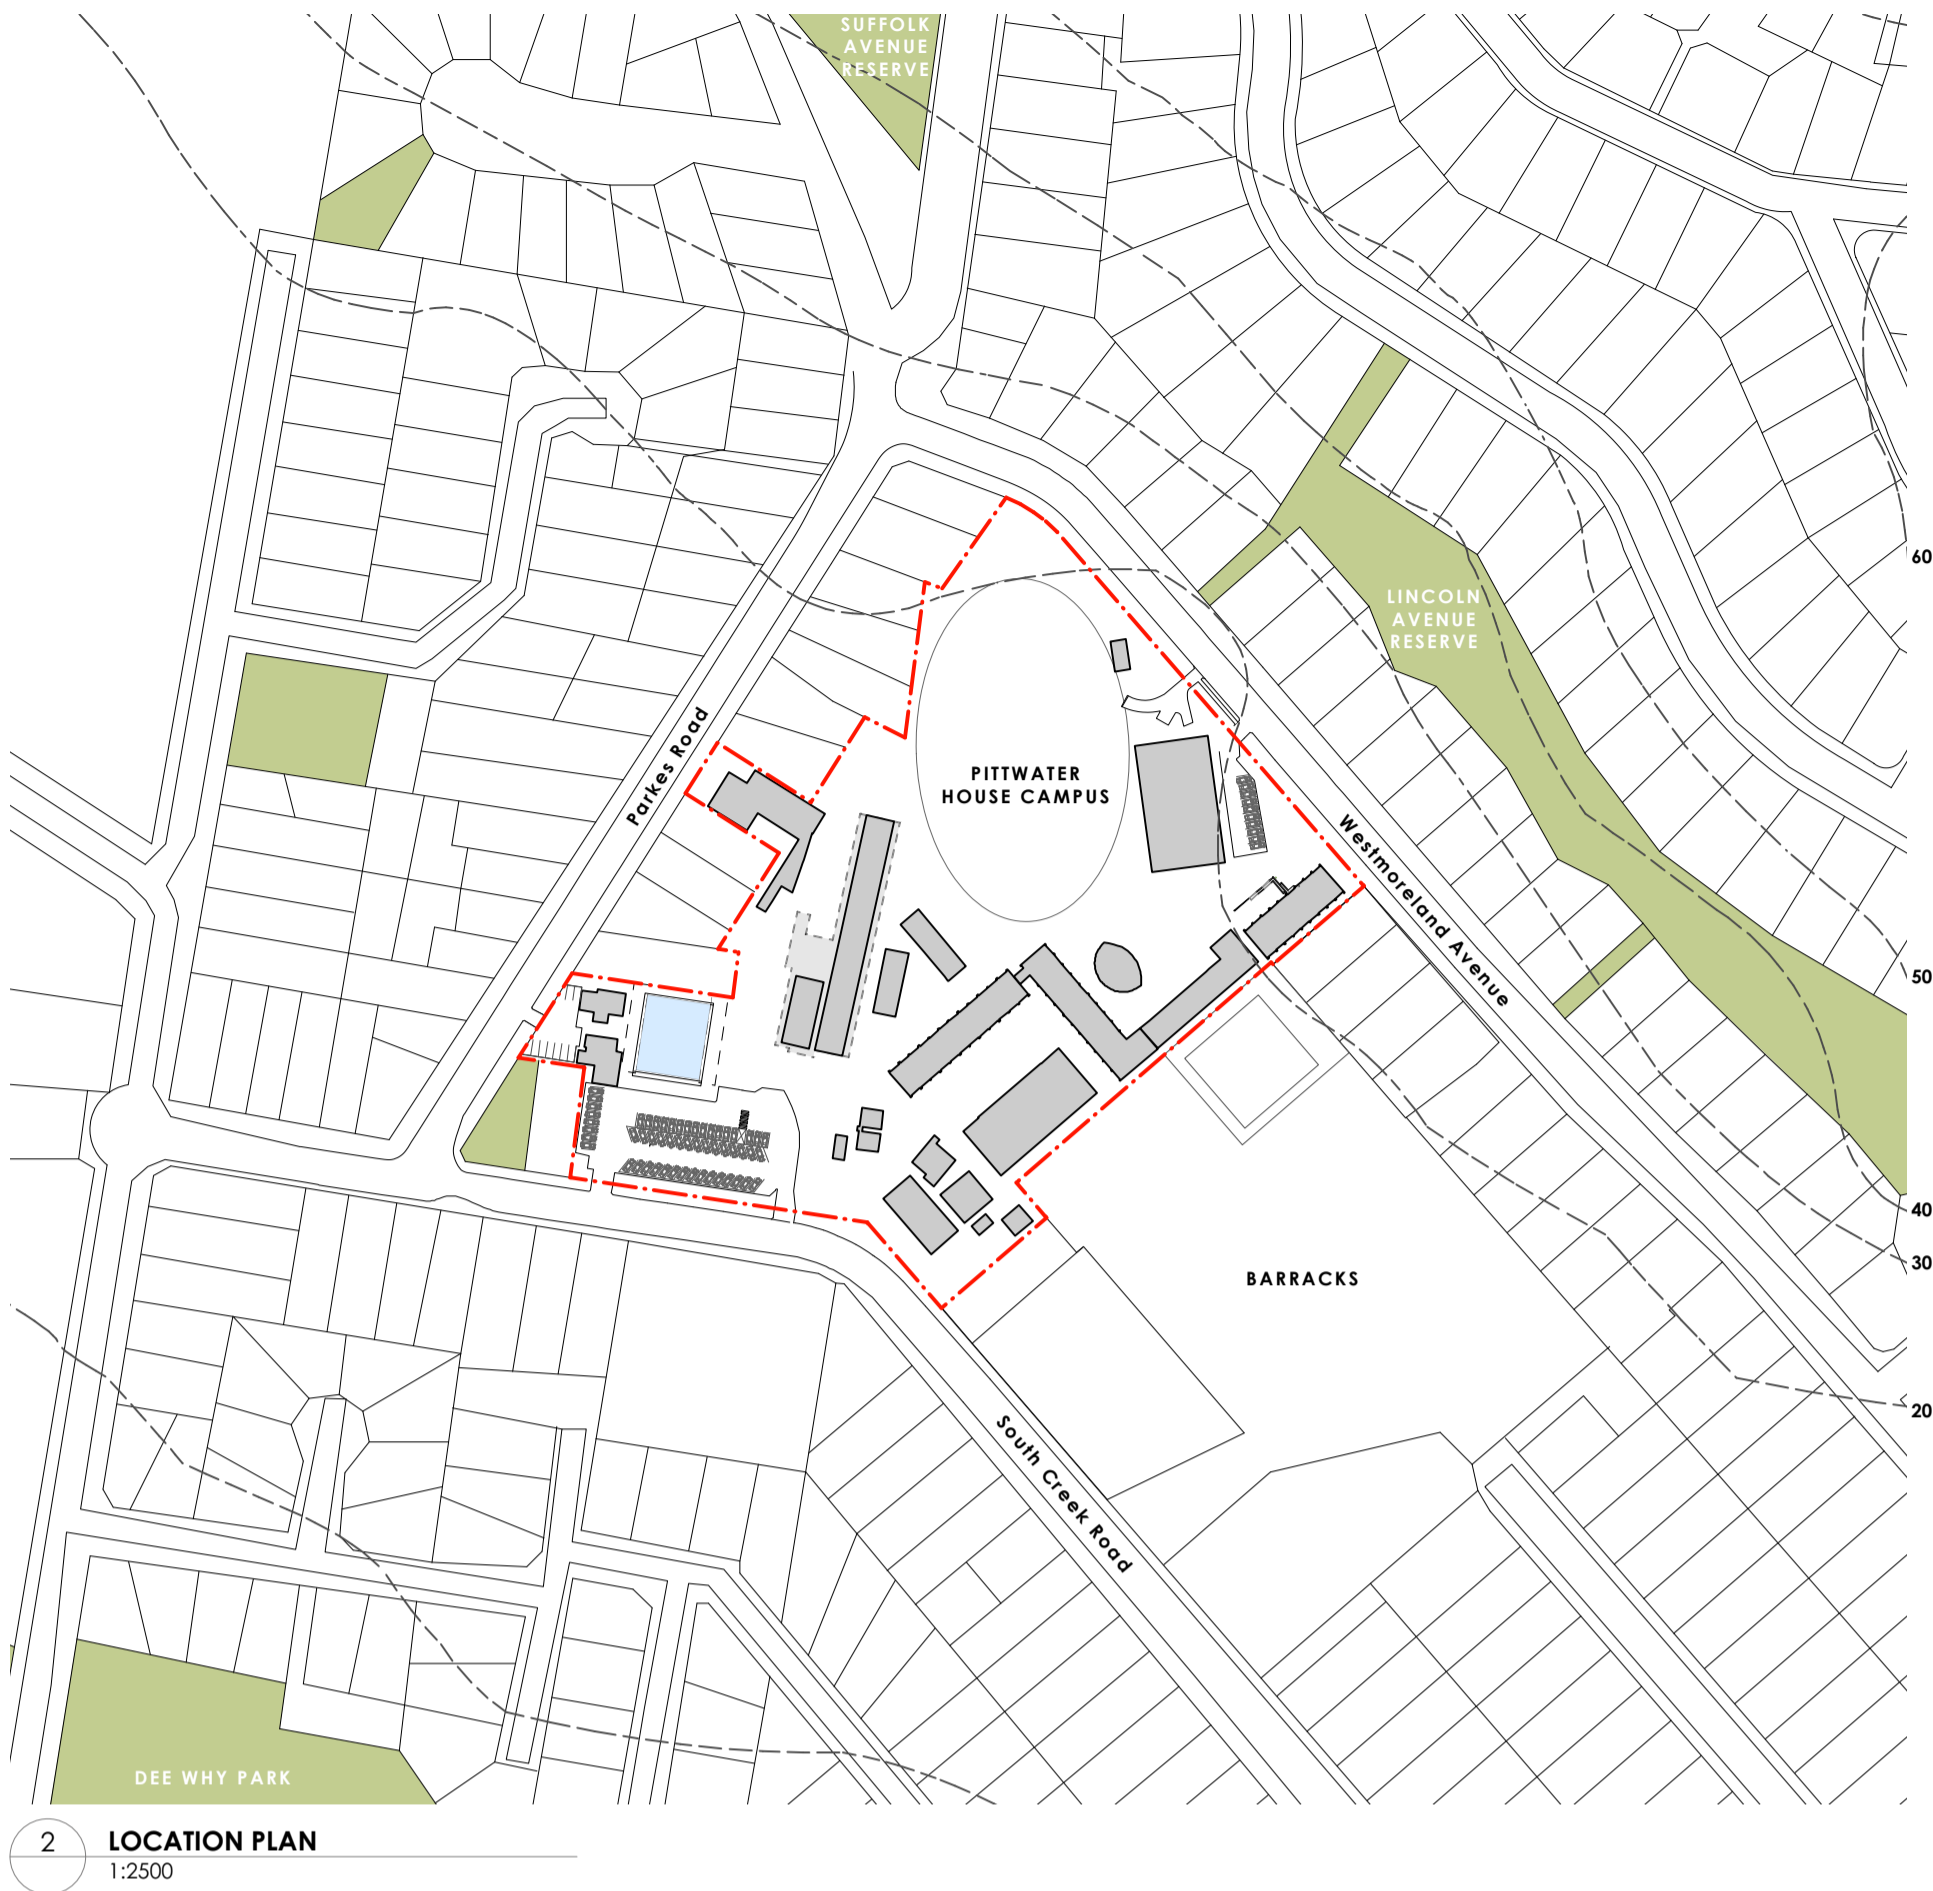 SUFFOLK
AVENUE
RESERVE
60
LINCOLN
AVENUE
RESERVE
Parkes Road
PITTWATER
HOUSE CAMPUS
Westmoreland Avenue
50
40
30
BARRACKS
20
South Creek Road
DEE WHY PARK
2
LOCATION PLAN
1:2500